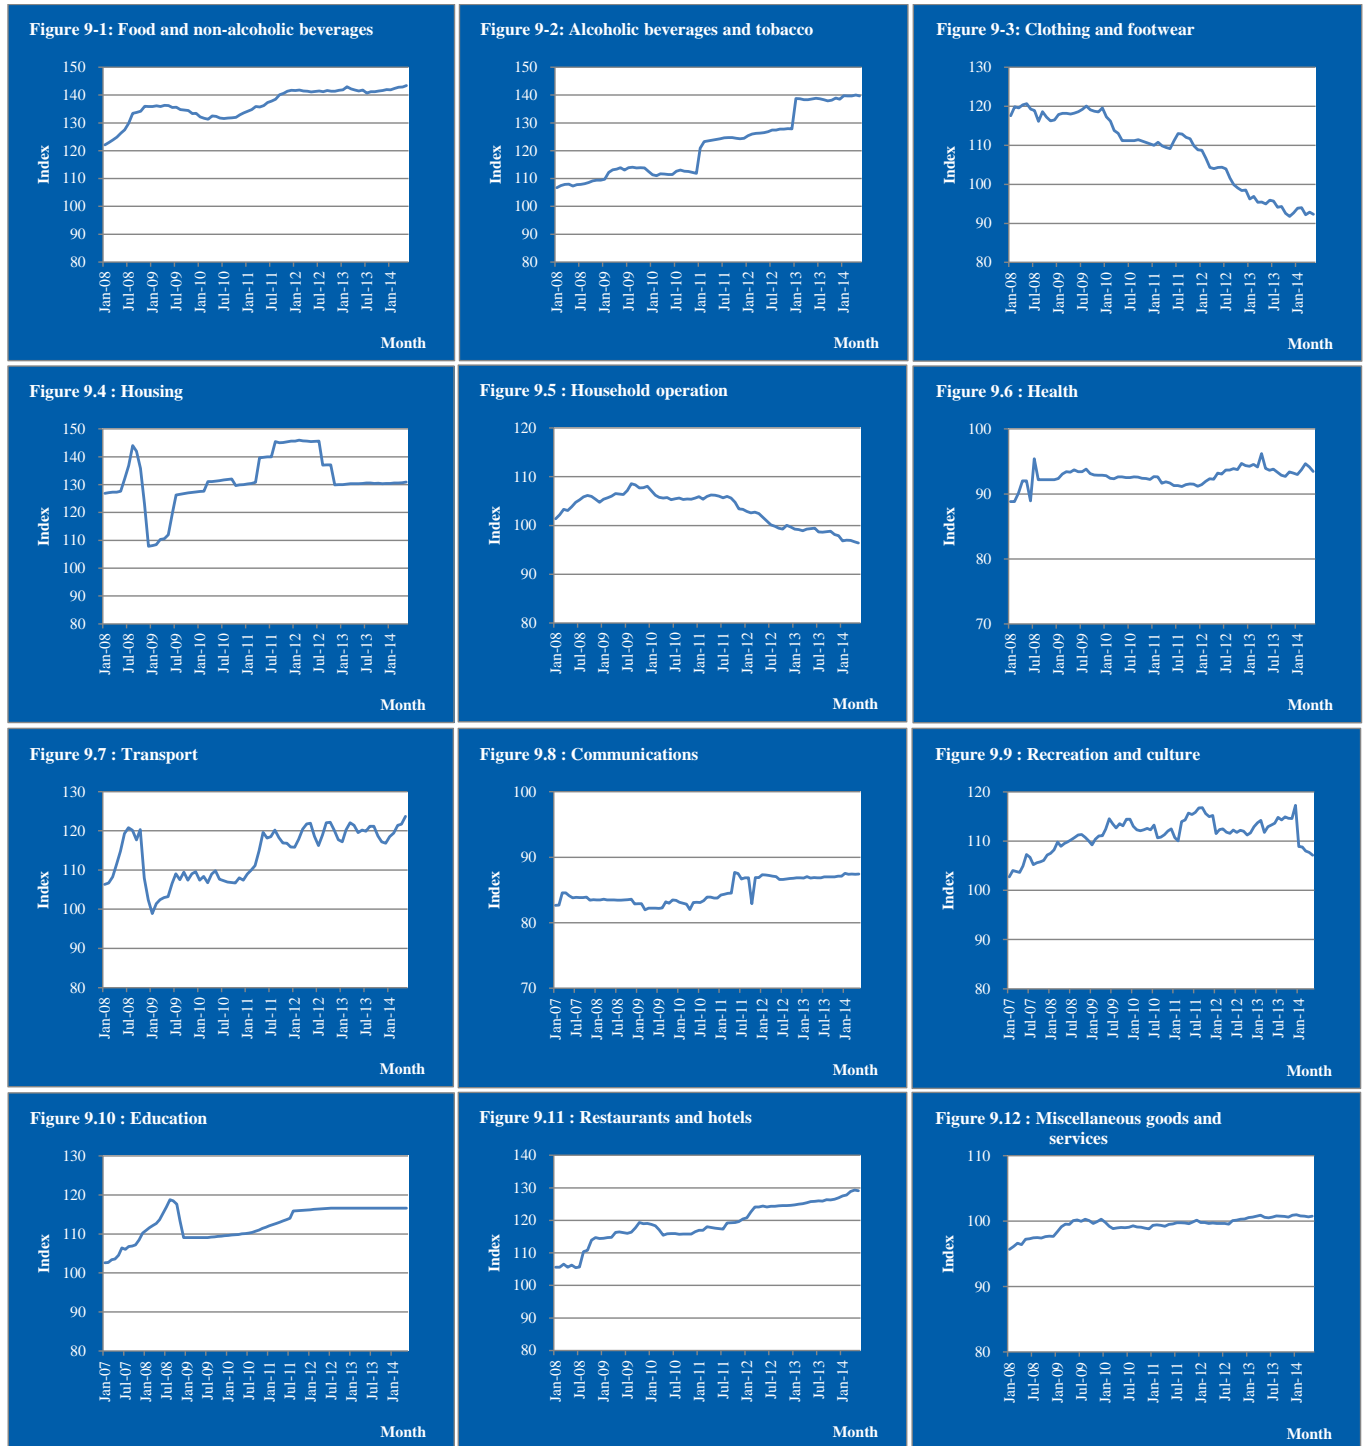 Figure 9-1: Food and non-alcoholic beverages
150
140
130
120
110
100
90
80
Index
Jan-08
Jul-08
Jan-09
Jul-09
Jan-10
Jul-10
Jan-11
Jul-11
Jan-12
Jul-12
Jan-13
Jul-13
Jan-14
Month
Figure 9-2: Alcoholic beverages and tobacco
150
140
130
120
110
100
90
80
Index
Jan-08
Jul-08
Jan-09
Jul-09
Jan-10
Jul-10
Jan-11
Jul-11
Jan-12
Jul-12
Jan-13
Jul-13
Jan-14
Month
Figure 9-3: Clothing and footwear
130
120
110
100
90
80
Index
Jan-08
Jul-08
Jan-09
Jul-09
Jan-10
Jul-10
Jan-11
Jul-11
Jan-12
Jul-12
Jan-13
Jul-13
Jan-14
Month
Figure 9.4 : Housing
150
140
130
120
110
100
90
80
Index
Jan-08
Jul-08
Jan-09
Jul-09
Jan-10
Jul-10
Jan-11
Jul-11
Jan-12
Jul-12
Jan-13
Jul-13
Jan-14
Month
Figure 9.5 : Household operation
120
110
100
90
80
Index
Jan-08
Jul-08
Jan-09
Jul-09
Jan-10
Jul-10
Jan-11
Jul-11
Jan-12
Jul-12
Jan-13
Jul-13
Jan-14
Month
Figure 9.6 : Health
100
90
80
70
Index
Jan-08
Jul-08
Jan-09
Jul-09
Jan-10
Jul-10
Jan-11
Jul-11
Jan-12
Jul-12
Jan-13
Jul-13
Jan-14
Month
Figure 9.7 : Transport
130
120
110
100
90
80
Index
Jan-08
Jul-08
Jan-09
Jul-09
Jan-10
Jul-10
Jan-11
Jul-11
Jan-12
Jul-12
Jan-13
Jul-13
Jan-14
Month
Figure 9.8 : Communications
100
90
80
70
Index
Jan-07
Jul-07
Jan-08
Jul-08
Jan-09
Jul-09
Jan-10
Jul-10
Jan-11
Jul-11
Jan-12
Jul-12
Jan-13
Jul-13
Jan-14
Month
Figure 9.9 : Recreation and culture
120
110
100
90
80
Index
Jan-07
Jul-07
Jan-08
Jul-08
Jan-09
Jul-09
Jan-10
Jul-10
Jan-11
Jul-11
Jan-12
Jul-12
Jan-13
Jul-13
Jan-14
Month
Figure 9.10 : Education
130
120
110
100
90
80
Index
Jan-07
Jul-07
Jan-08
Jul-08
Jan-09
Jul-09
Jan-10
Jul-10
Jan-11
Jul-11
Jan-12
Jul-12
Jan-13
Jul-13
Jan-14
Month
Figure 9.11 : Restaurants and hotels
140
130
120
110
100
90
80
Index
Jan-08
Jul-08
Jan-09
Jul-09
Jan-10
Jul-10
Jan-11
Jul-11
Jan-12
Jul-12
Jan-13
Jul-13
Jan-14
Month
Figure 9.12 : Miscellaneous goods and
services
110
100
90
80
Index
Jan-08
Jul-08
Jan-09
Jul-09
Jan-10
Jul-10
Jan-11
Jul-11
Jan-12
Jul-12
Jan-13
Jul-13
Jan-14
Month